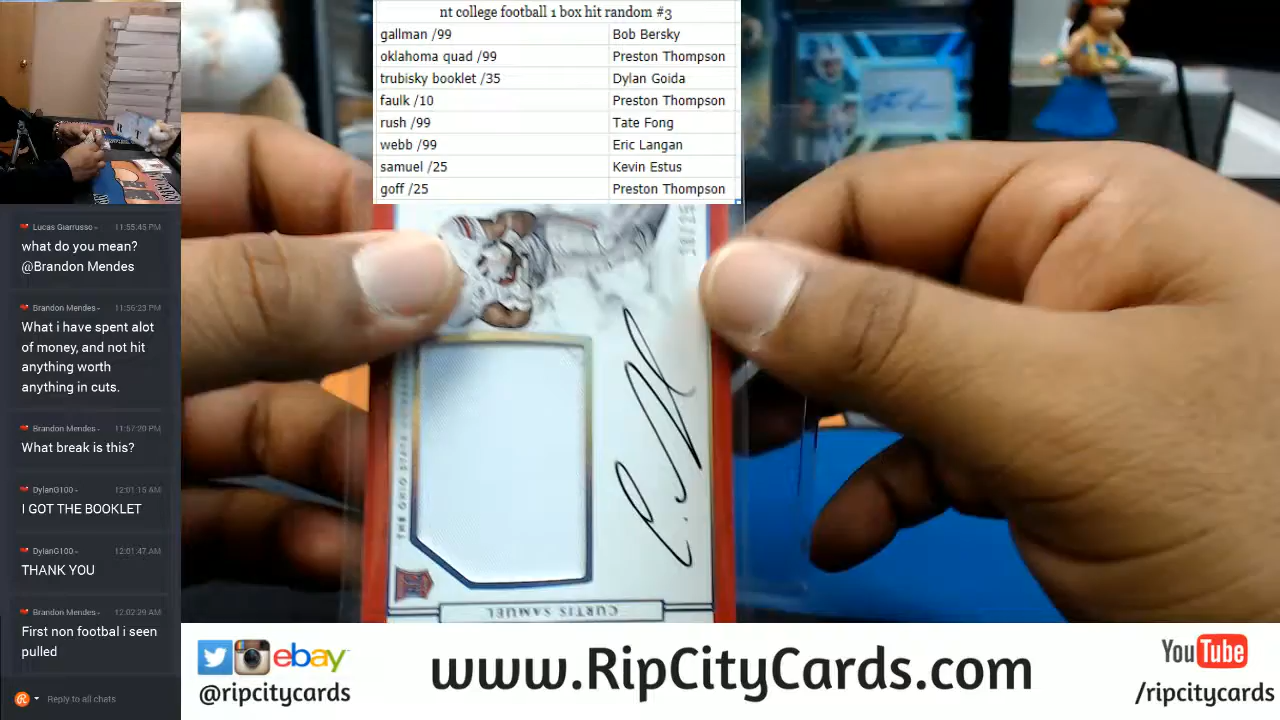 nt college football 1 box hit random #3
gallman /99 Bob Bersky
oklahoma quad /99 Preston Thompson
trubisky booklet /35 Dylan Goida
faulk /10 Preston Thompson
rush /99 Tate Fong
webb /99 Eric Langan
samuel /25 Kevin Estus
goff /25 Preston Thompson
Lucas Giarrusso- 11:55:45 PM
what do you mean?
@Brandon Mendes
Brandon Mendes- 11:56:23 PM
What i have spent alot
of money, and not hit
anything worth
anything in cuts.
Brandon Mendes- 11:57:20 PM
What break is this?
DylanG100- 12:01:15 AM
I GOT THE BOOKLET
DylanG100- 12:01:47 AM
THANK YOU
Brandon Mendes- 12:02:29 AM
First non footbal i seen
pulled
Reply to all chats
THE OHIO STATE
CURTIS SAMUEL
ebay
@ripcitycards
www.RipCityCards.com
YouTube
/ripcitycards